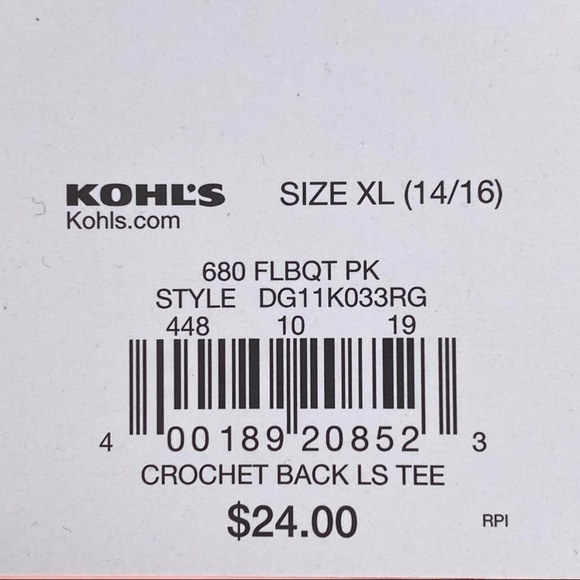 KOHL'S SIZE XL (14/16)
Kohls.com
680 FLBQT PK
STYLE DG11K033RG
448 10 19
4 00189 20852 3
CROCHET BACK LS TEE
$24.00 RPI